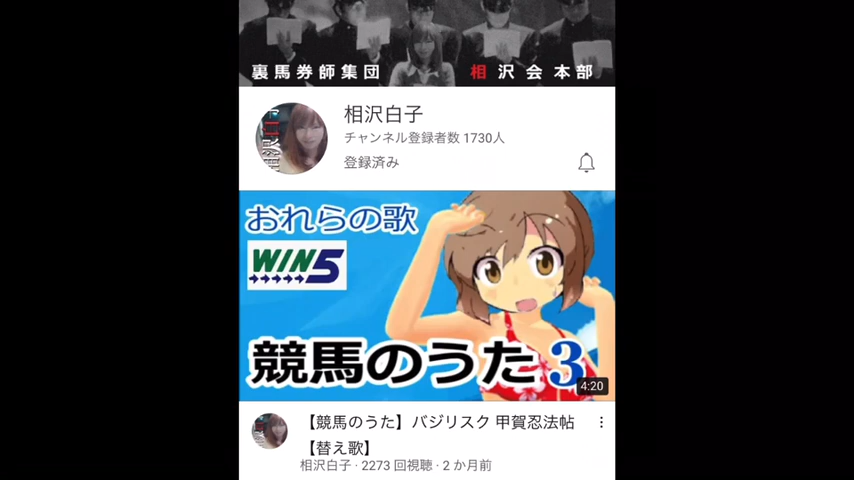 裏馬券師集団 相沢会本部
相沢白子
チャンネル登録者数 1730人
登録済み
おれらの歌
WIN5
競馬のうた3
4:20
【競馬のうた】バジリスク 甲賀忍法帖
【替え歌】
相沢白子・2273 回視聴・2 か月前